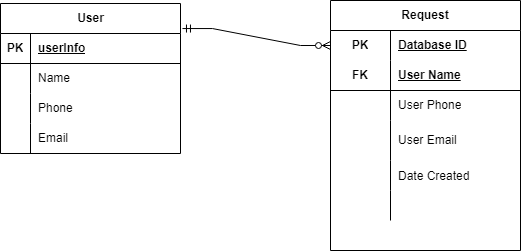 User
PK userInfo
Name
Phone
Email
Request
PK Database ID
FK User Name
User Phone
User Email
Date Created